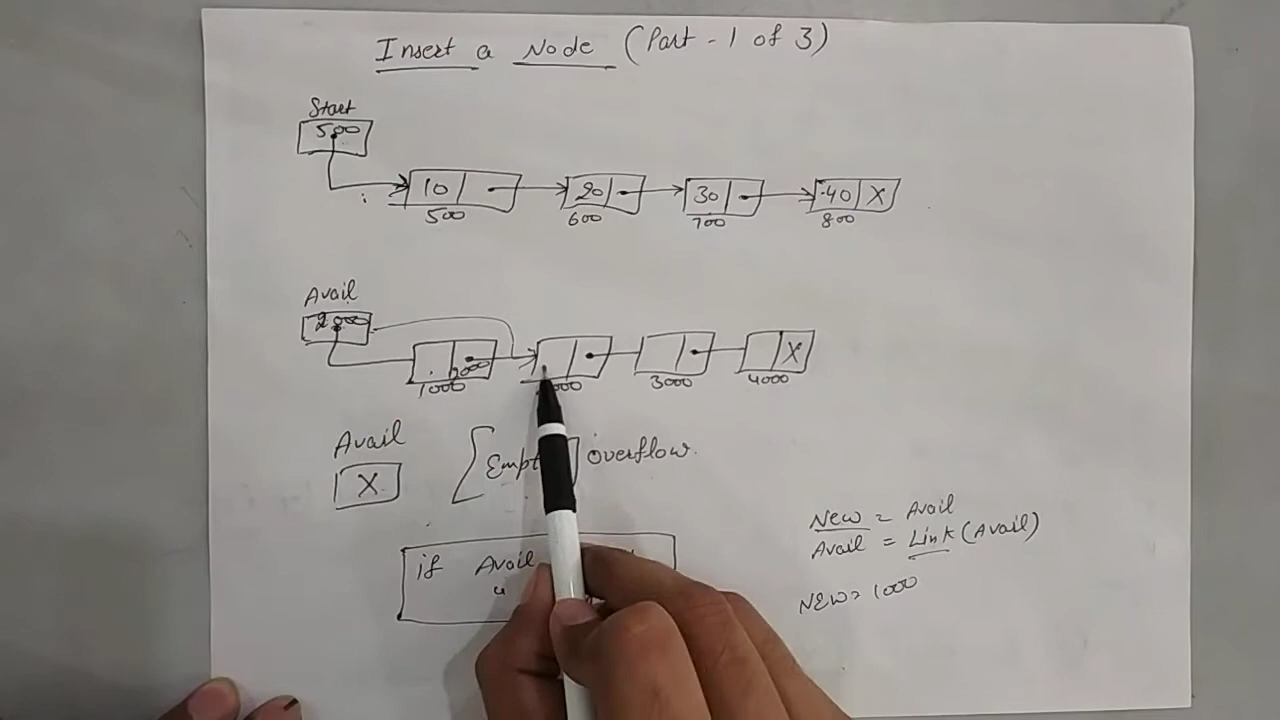 Insert a Node (Part - 1 of 3)
Start
500
10
20
30
40 X
500
600
700
800
Avail
2000
X
1000
3000
4000
Avail
X
overflow.
New = Avail
Avail = Link (Avail)
if Avail
NEW = 1000